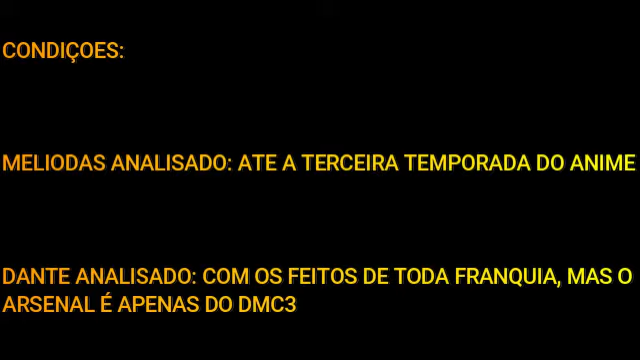 CONDIÇOES:
MELIODAS ANALISADO: ATE A TERCEIRA TEMPORADA DO ANIME
DANTE ANALISADO: COM OS FEITOS DE TODA FRANQUIA, MAS O
ARSENAL É APENAS DO DMC3